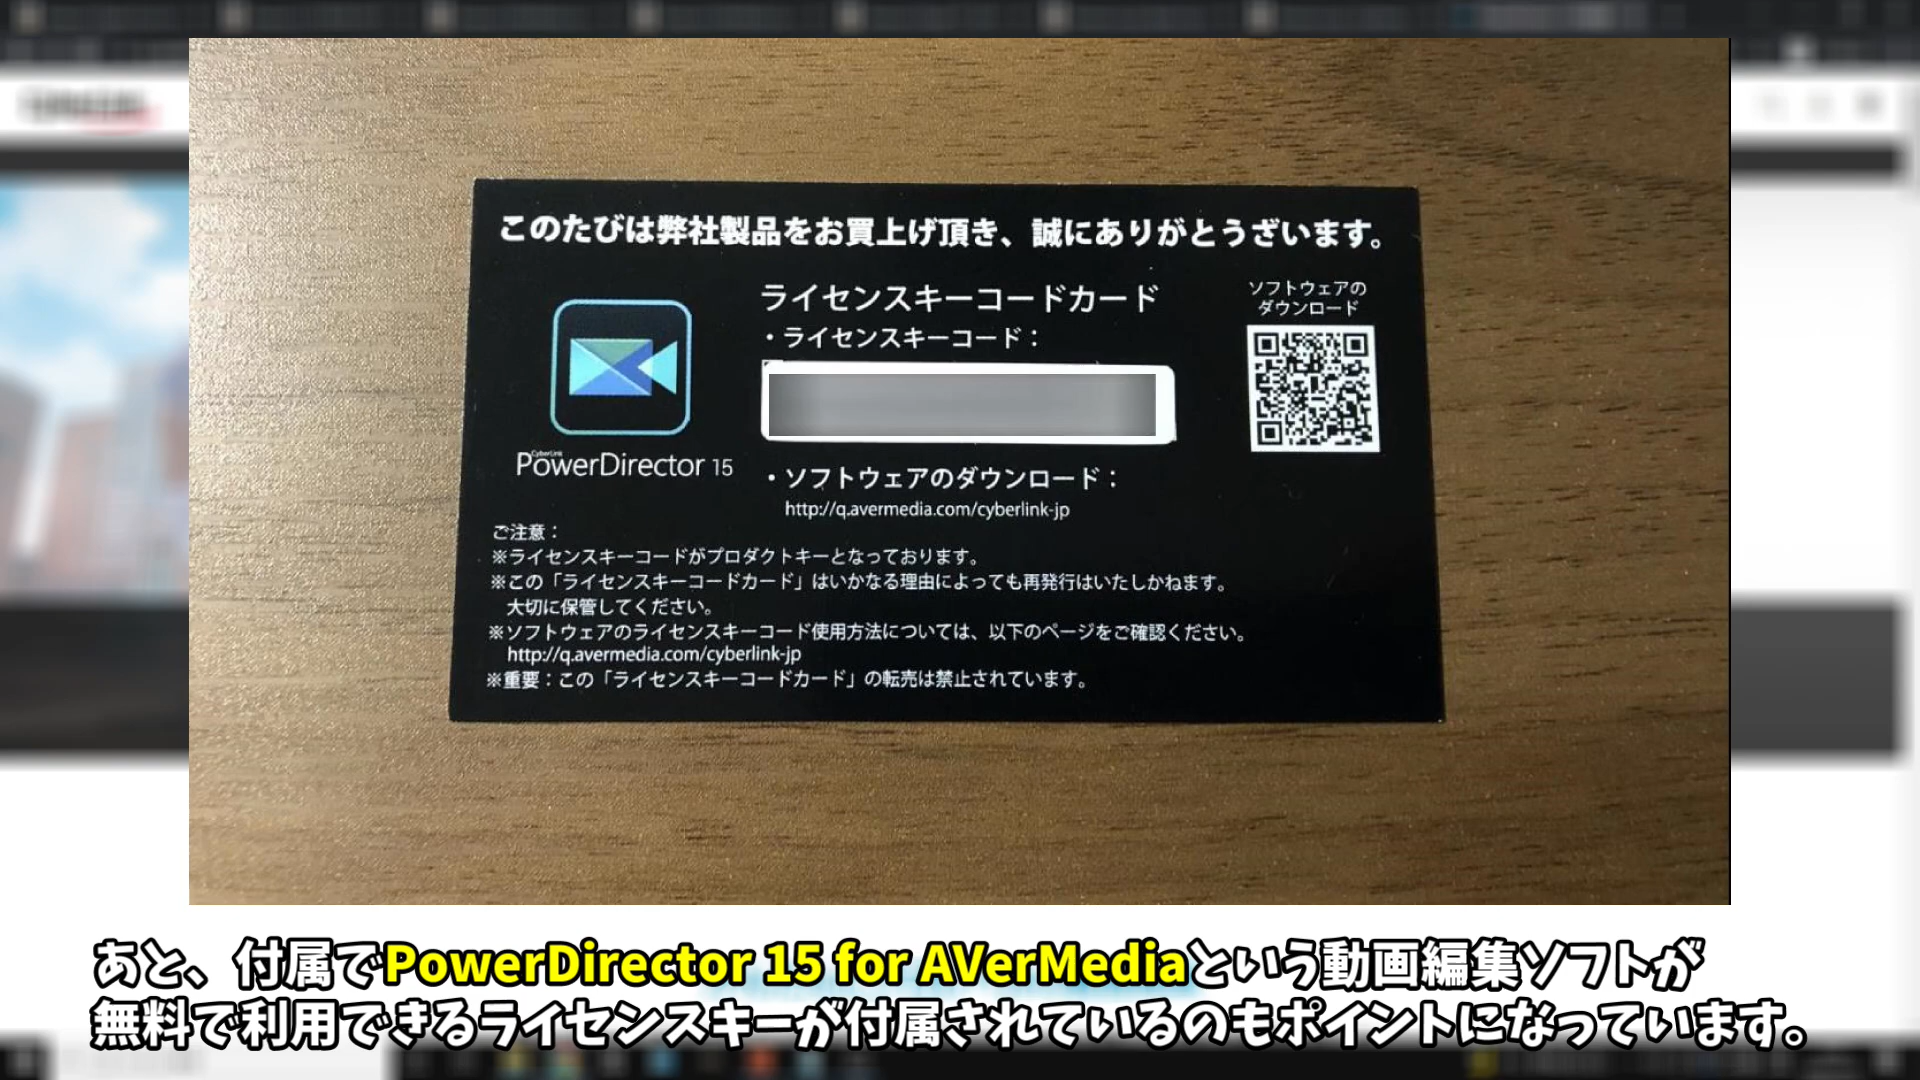 このたびは弊社製品をお買上げ頂き、誠にありがとうざいます。
ライセンスキーコードカード
・ライセンスキーコード：
ソフトウェアの
ダウンロード
CyberLink
PowerDirector 15
・ソフトウェアのダウンロード：
http://q.avermedia.com/cyberlink-jp
ご注意：
※ライセンスキーコードがプロダクトキーとなっております。
※この「ライセンスキーコードカード」はいかなる理由によっても再発行はいたしかねます。
大切に保管してください。
※ソフトウェアのライセンスキーコード使用方法については、以下のページをご確認ください。
http://q.avermedia.com/cyberlink-jp
※重要：この「ライセンスキーコードカード」の転売は禁止されています。
あと、付属でPowerDirector 15 for AVerMediaという動画編集ソフトが
無料で利用できるライセンスキーが付属されているのもポイントになっています。